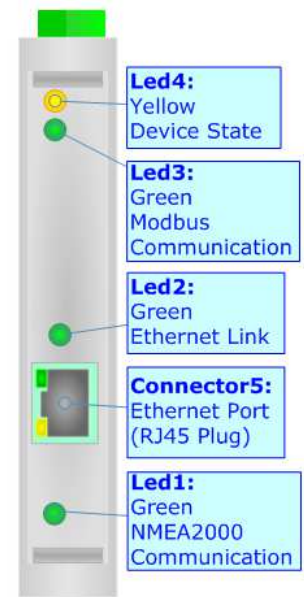 Led4:
Yellow
Device State
Led3:
Green
Modbus
Communication
Led2:
Green
Ethernet Link
Connector5:
Ethernet Port
(RJ45 Plug)
Led1:
Green
NMEA2000
Communication